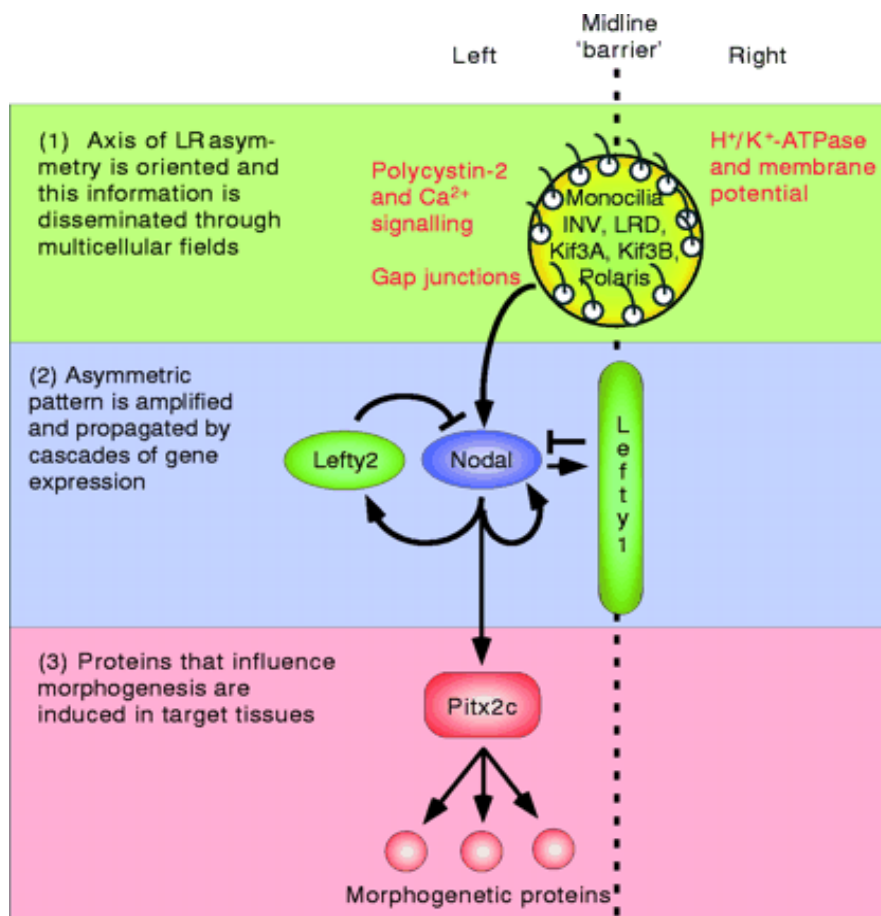 Midline
'barrier'
Left
Right
(1) Axis of LR asym-
metry is oriented and
this information is
disseminated through
multicellular fields
Polycystin-2
and Ca²⁺
signalling
Gap junctions
Monocilia
INV, LRD,
Kif3A, Kif3B,
Polaris
H⁺/K⁺-ATPase
and membrane
potential
(2) Asymmetric
pattern is amplified
and propagated by
cascades of gene
expression
Lefty2
Nodal
Lefty1
(3) Proteins that influence
morphogenesis are
induced in target tissues
Pitx2c
Morphogenetic proteins